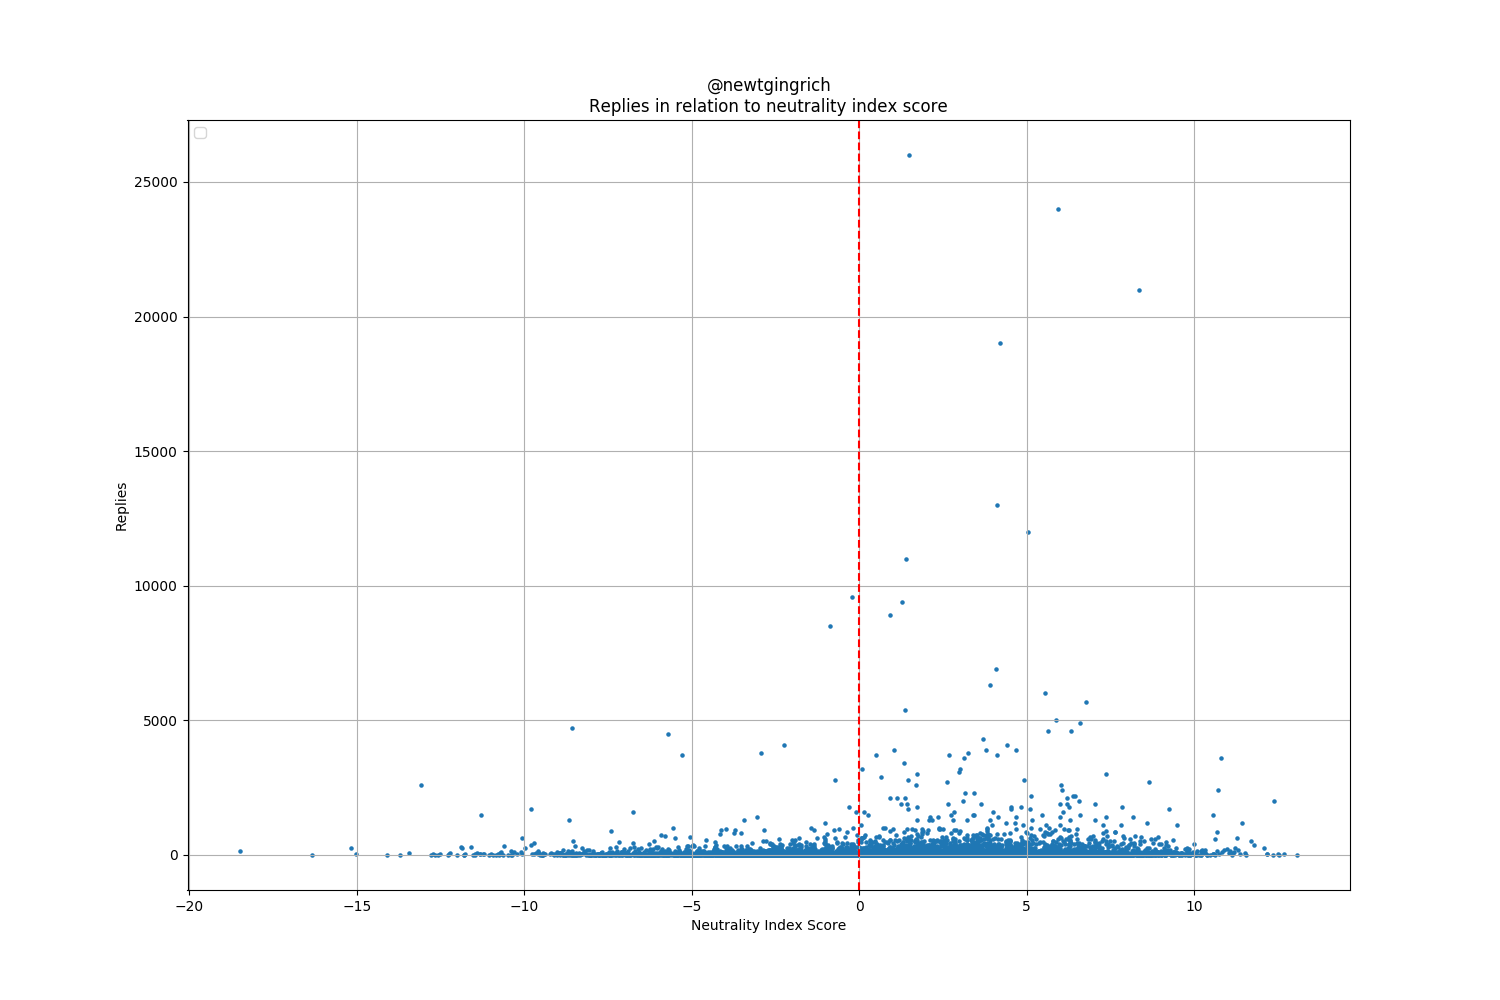 @newtgingrich
Replies in relation to neutrality index score
25000
20000
15000
10000
5000
0
Replies
−20 −15 −10 −5 0 5 10
Neutrality Index Score